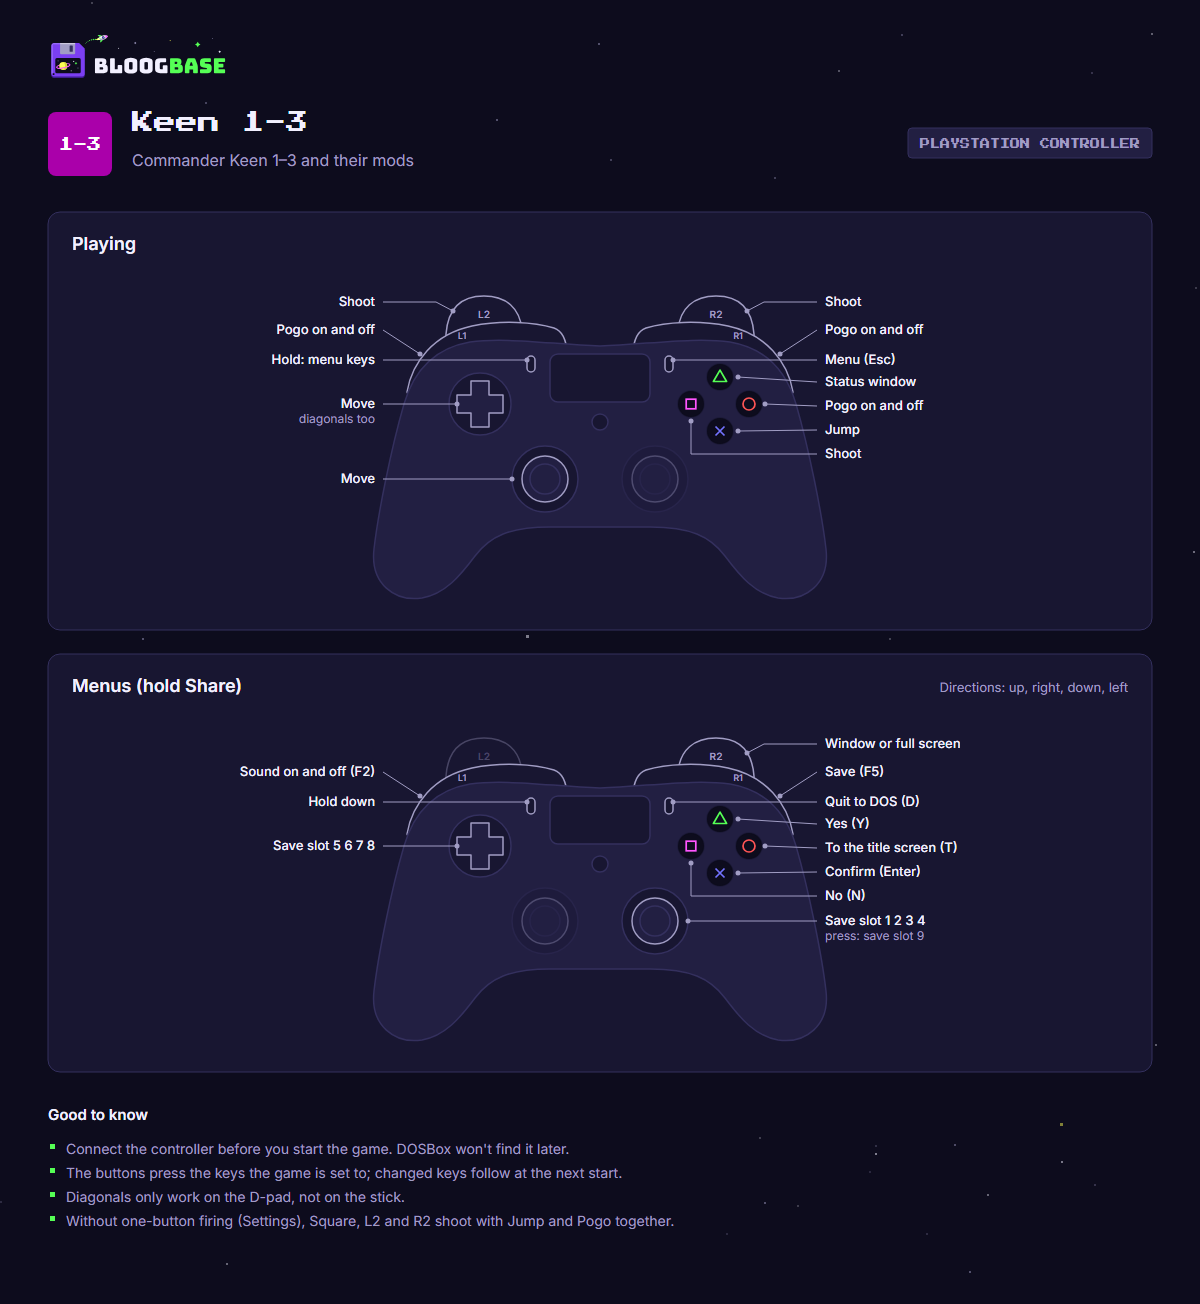 BLOOGBASE
1-3
Keen 1-3
Commander Keen 1–3 and their mods
PLAYSTATION CONTROLLER
Playing
Shoot
L2
R2
Shoot
Pogo on and off
L1
R1
Pogo on and off
Hold: menu keys
Menu (Esc)
Status window
Move
diagonals too
Pogo on and off
Jump
Shoot
Move
Menus (hold Share)
Directions: up, right, down, left
L2
R2
Window or full screen
Sound on and off (F2)
L1
R1
Save (F5)
Hold down
Quit to DOS (D)
Yes (Y)
Save slot 5 6 7 8
To the title screen (T)
Confirm (Enter)
No (N)
Save slot 1 2 3 4
press: save slot 9
Good to know
Connect the controller before you start the game. DOSBox won't find it later.
The buttons press the keys the game is set to; changed keys follow at the next start.
Diagonals only work on the D-pad, not on the stick.
Without one-button firing (Settings), Square, L2 and R2 shoot with Jump and Pogo together.